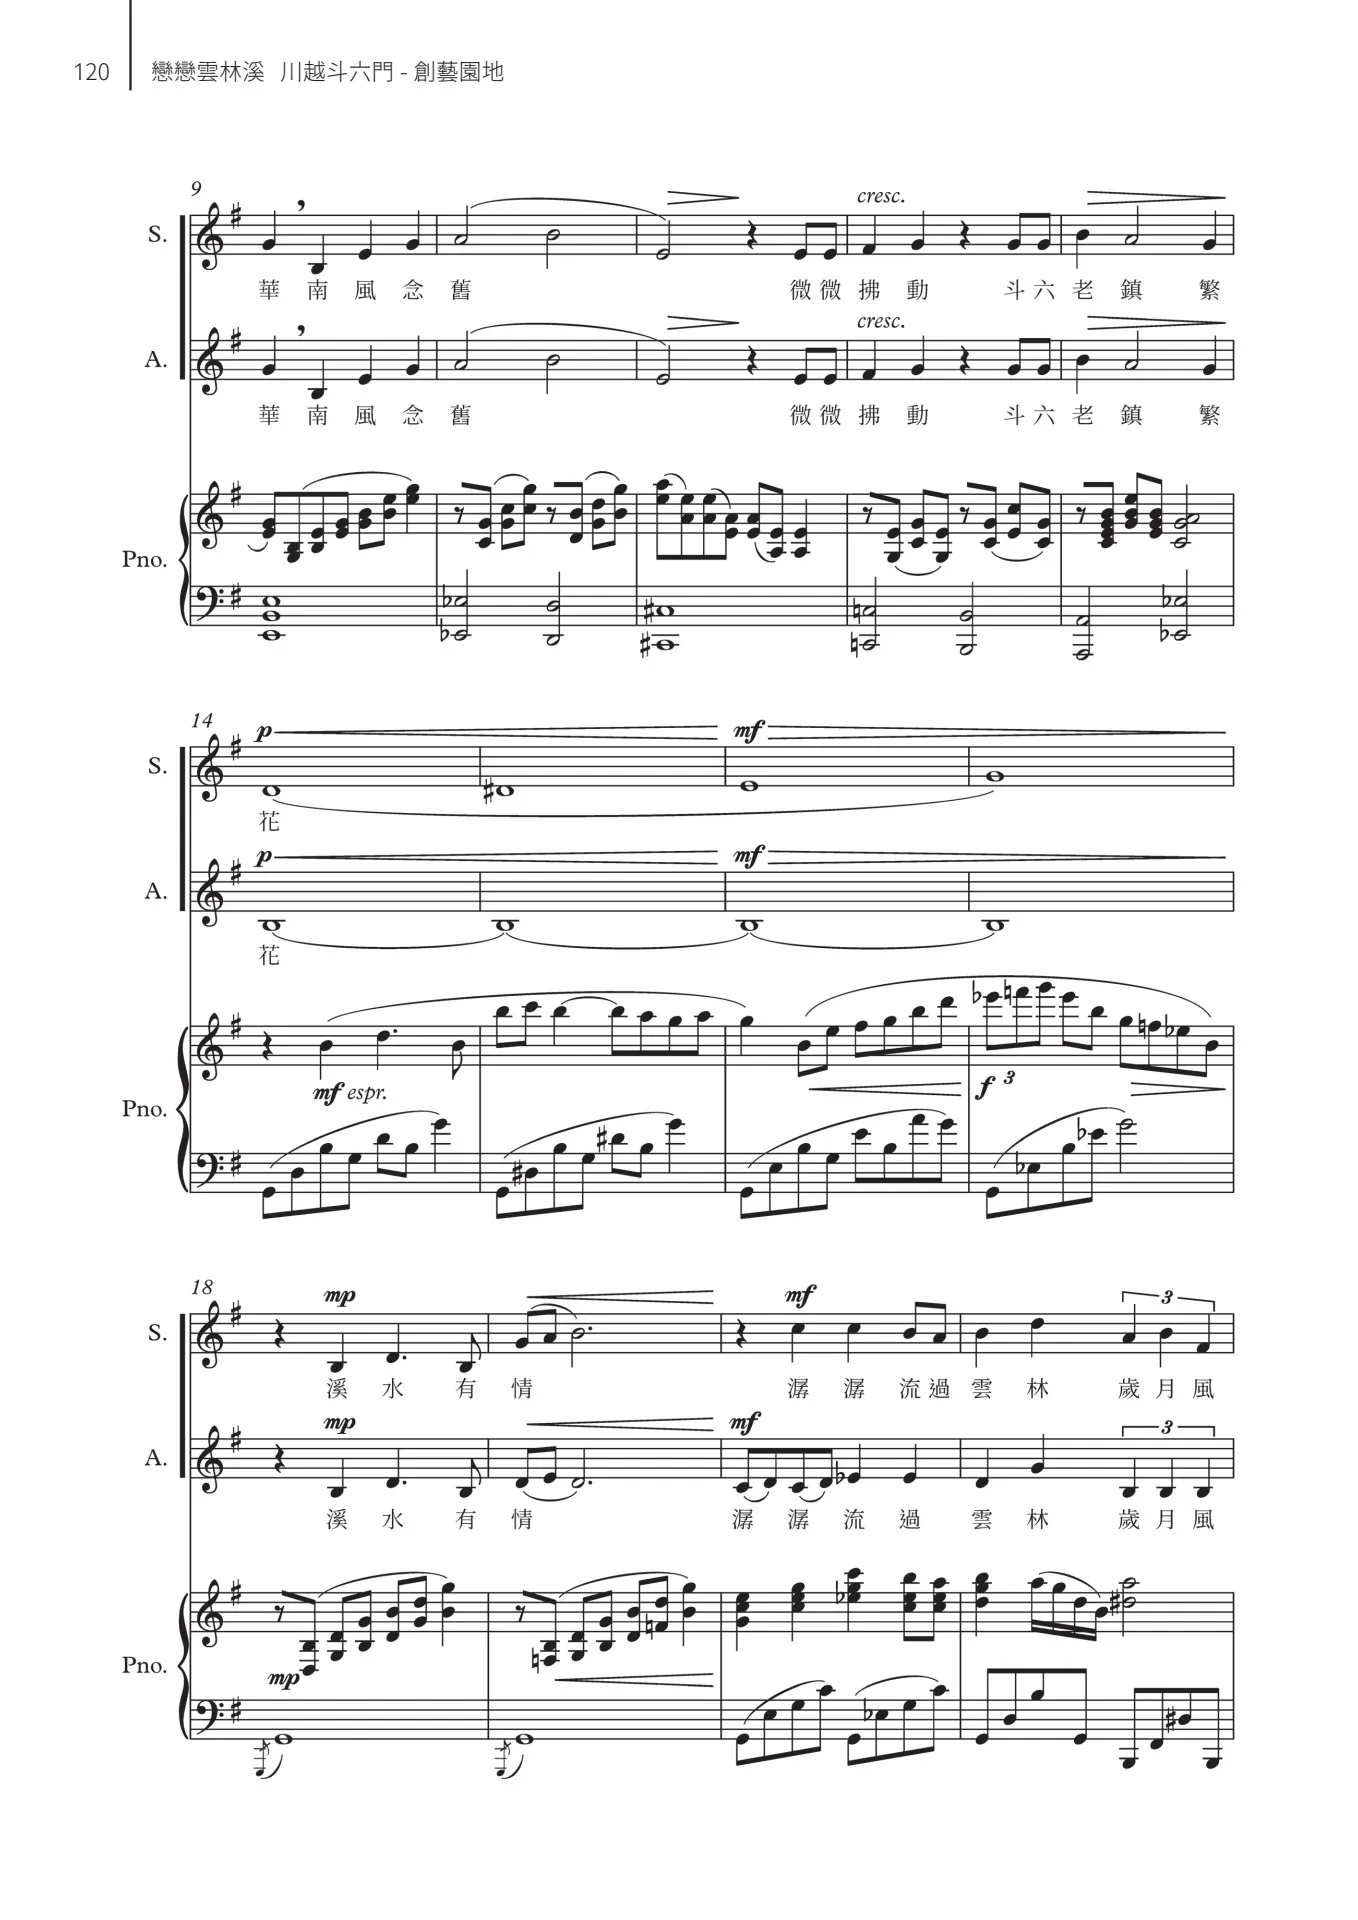 120 戀戀雲林溪 川越斗六門 - 創藝園地
9
cresc.
S.
華 南 風 念 舊 微 微 拂 動 斗 六 老 鎮 繁
cresc.
A.
華 南 風 念 舊 微 微 拂 動 斗 六 老 鎮 繁
Pno.
14
p mf
S.
花
p mf
A.
花
mf espr. f 3
Pno.
18
mp mf 3
S.
溪 水 有 情 潺 潺 流 過 雲 林 歲 月 風
mp mf 3
A.
溪 水 有 情 潺 潺 流 過 雲 林 歲 月 風
Pno.
mp